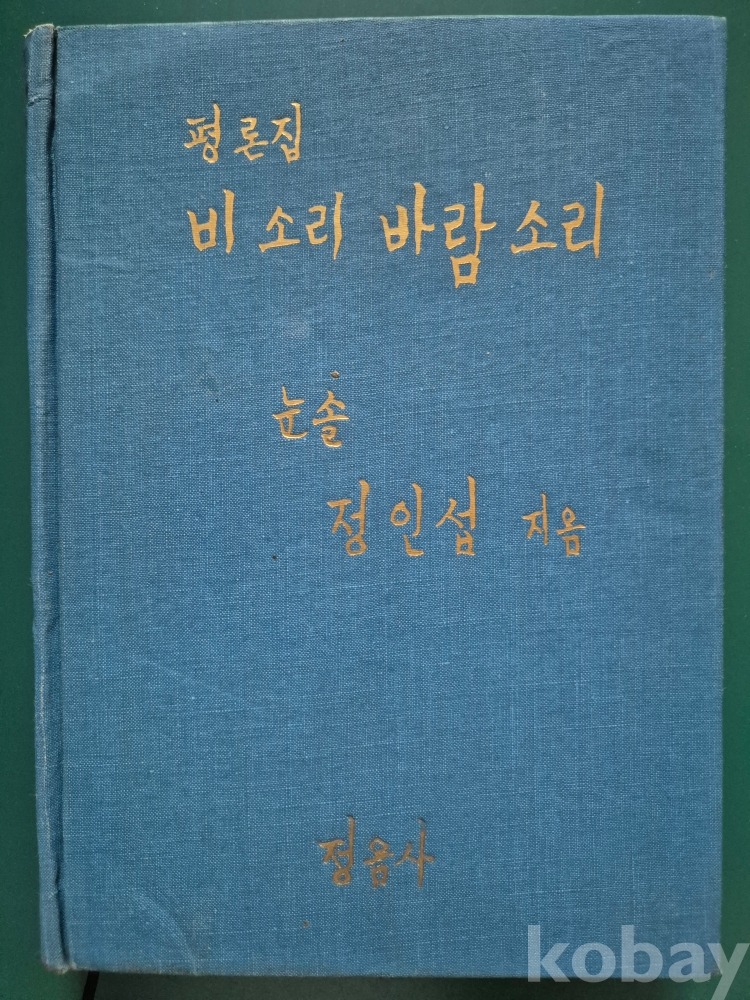 평론집
비 소리 바람 소리
눈솔
정인섭 지음
정음사
kobay